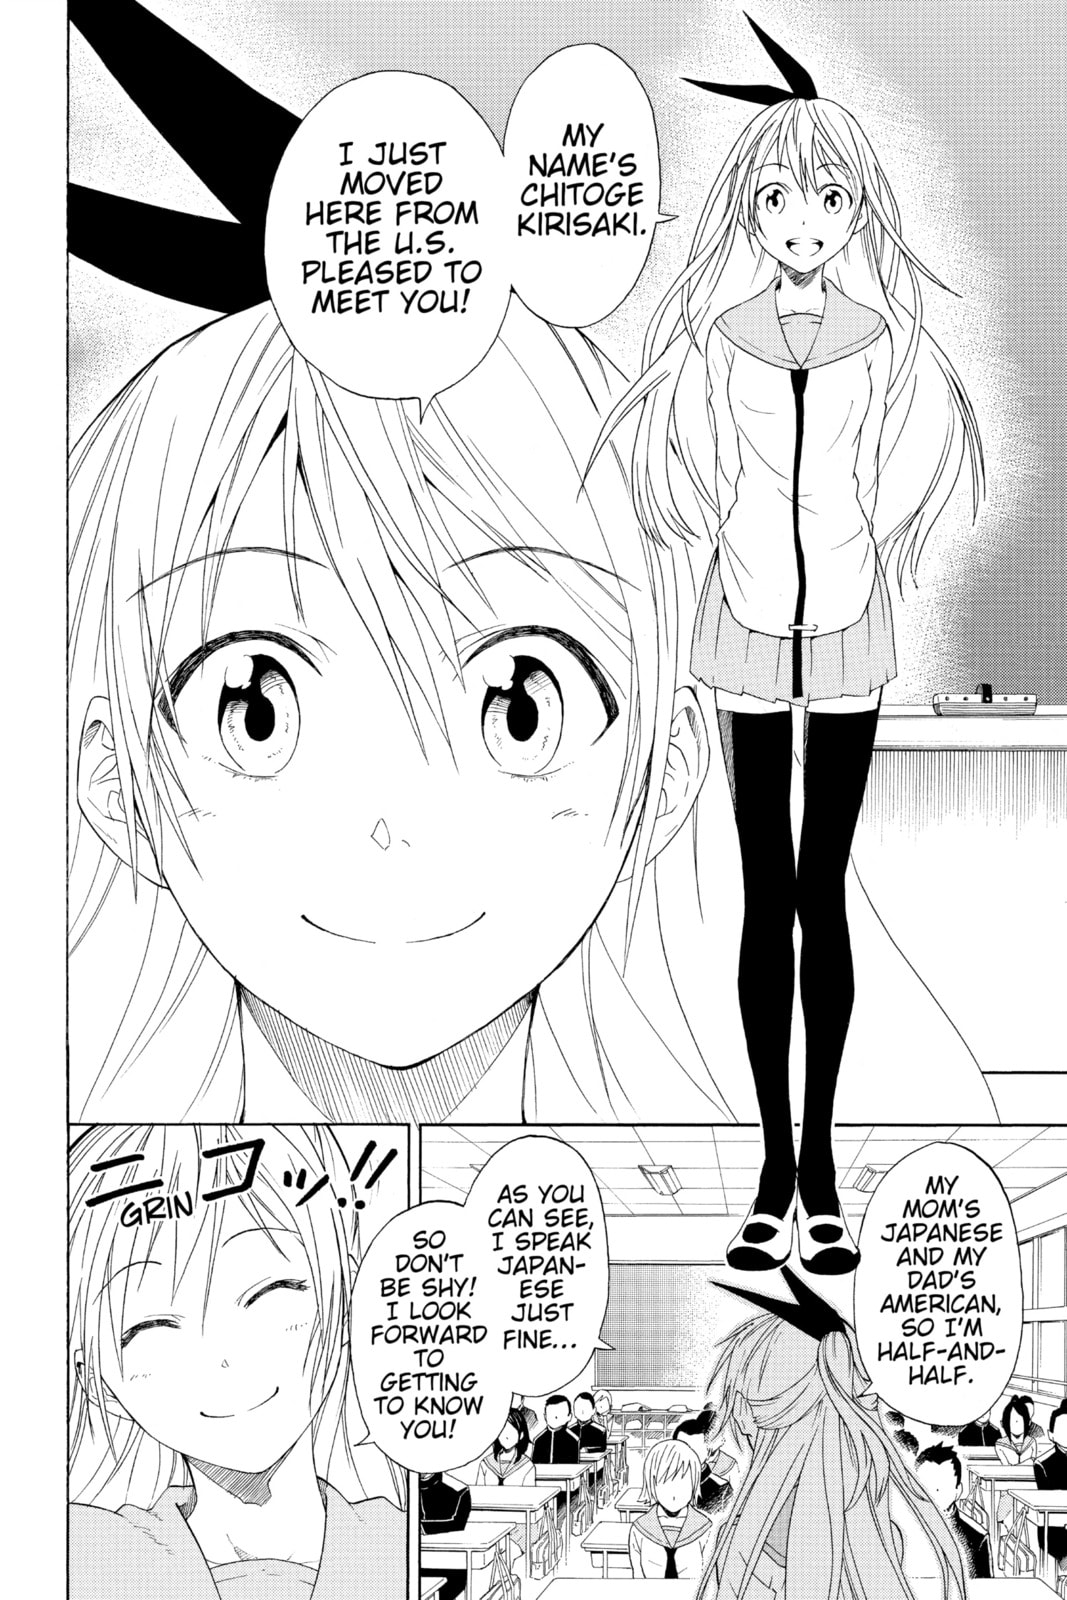 MY
NAME'S
CHITOGE
KIRISAKI.
I JUST
MOVED
HERE FROM
THE U.S.
PLEASED TO
MEET YOU!
MY
MOM'S
JAPANESE
AND MY
DAD'S
AMERICAN,
SO I'M
HALF-AND-
HALF.
AS YOU
CAN SEE,
I SPEAK
JAPAN-
ESE
JUST
FINE...
SO
DON'T
BE SHY!
I LOOK
FORWARD
TO
GETTING
TO KNOW
YOU!
ニコッ!!
GRIN